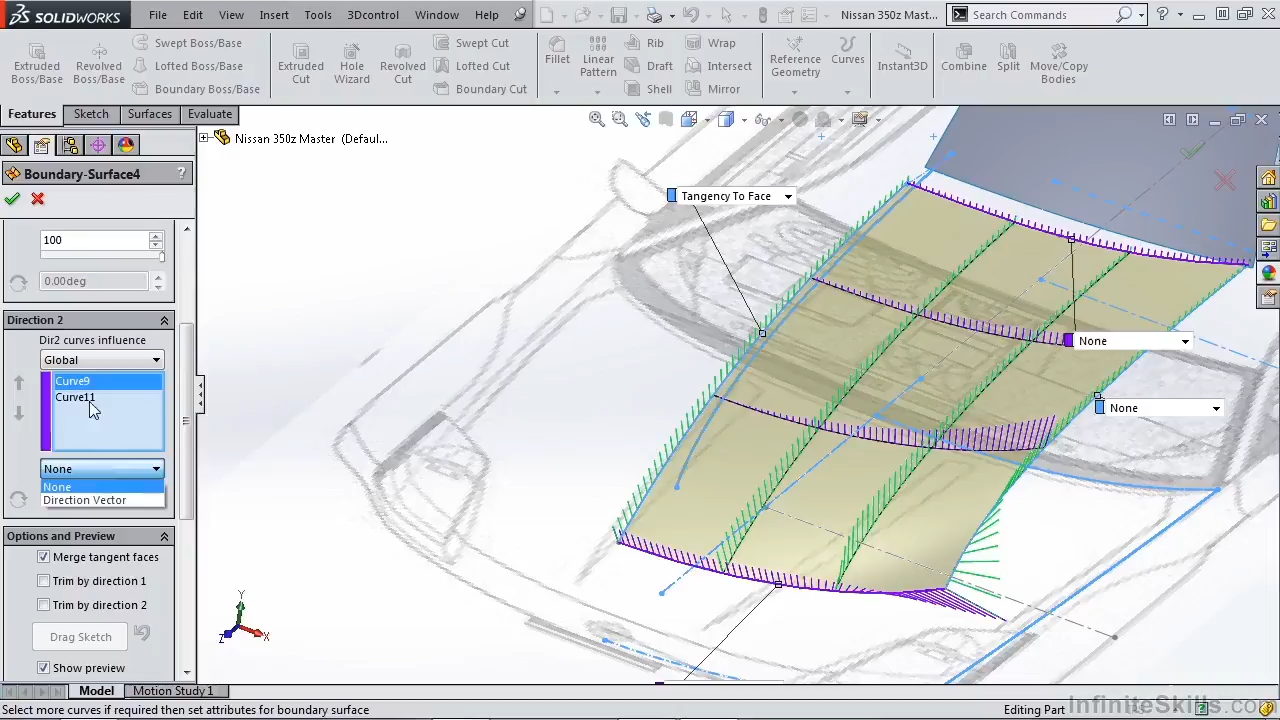 SOLIDWORKS File Edit View Insert Tools 3Dcontrol Window Help Nissan 350z Mast... Search Commands
Extruded Boss/Base
Revolved Boss/Base
Swept Boss/Base
Lofted Boss/Base
Boundary Boss/Base
Extruded Cut
Hole Wizard
Revolved Cut
Swept Cut
Lofted Cut
Boundary Cut
Fillet
Linear Pattern
Rib
Draft
Shell
Wrap
Intersect
Mirror
Reference Geometry
Curves
Instant3D
Combine
Split
Move/Copy Bodies
Features Sketch Surfaces Evaluate
Nissan 350z Master (Defaul...
Boundary-Surface4 ?
100
0.00deg
Direction 2
Dir2 curves influence
Global
Curve9
Curve11
None
None
Direction Vector
Options and Preview
Merge tangent faces
Trim by direction 1
Trim by direction 2
Drag Sketch
Show preview
Tangency To Face
None
None
Y
X
Z
Model Motion Study 1
Select more curves if required then set attributes for boundary surface
Editing Part
InfiniteSkills.com